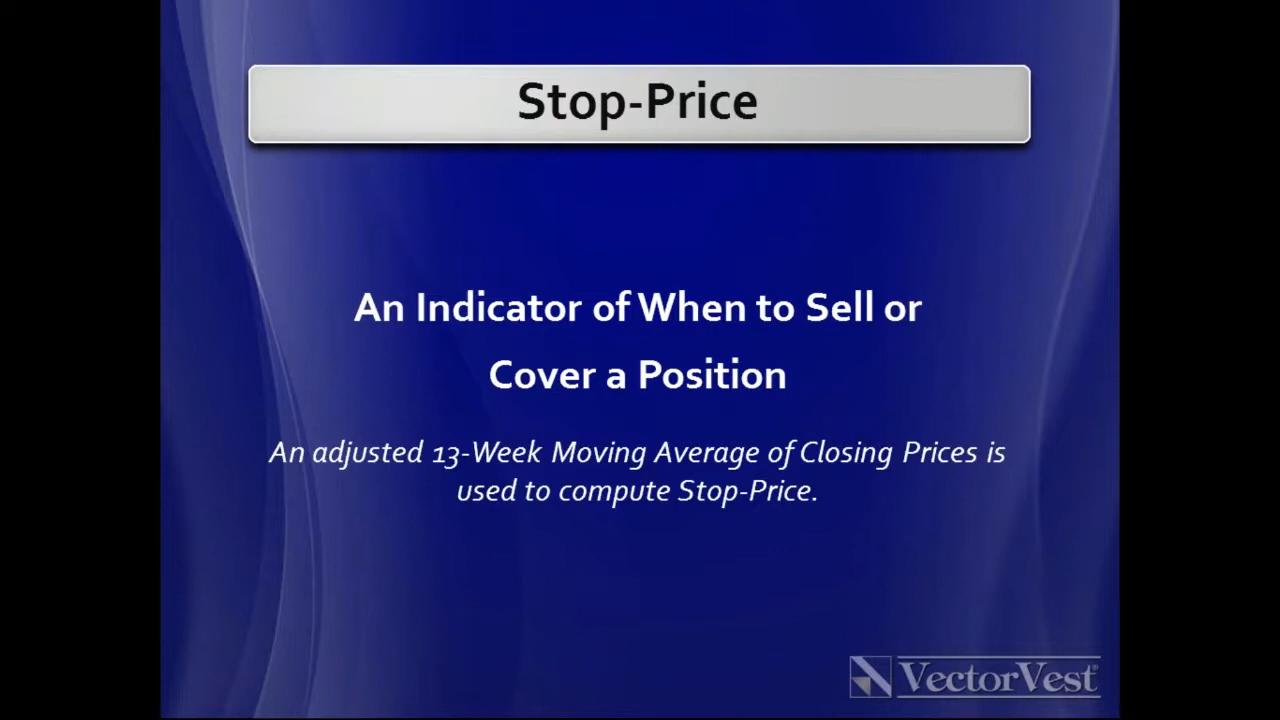 Stop-Price
An Indicator of When to Sell or
Cover a Position
An adjusted 13-Week Moving Average of Closing Prices is
used to compute Stop-Price.
VectorVest®